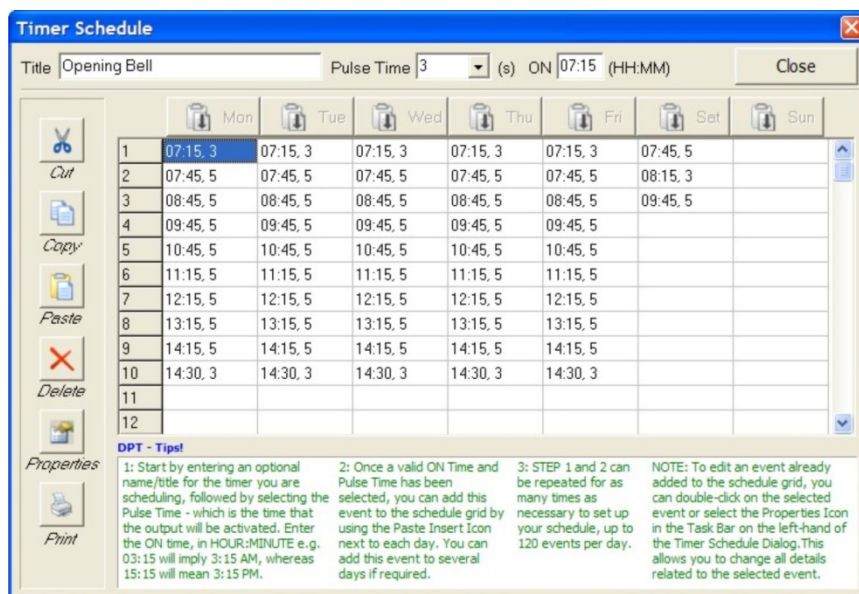 Timer Schedule
Title Opening Bell Pulse Time 3 (s) ON 07:15 (HH:MM) Close
Mon Tue Wed Thu Fri Sat Sun
1 07:15, 3 07:15, 3 07:15, 3 07:15, 3 07:15, 3 07:45, 5
2 07:45, 5 07:45, 5 07:45, 5 07:45, 5 07:45, 5 08:15, 3
3 08:45, 5 08:45, 5 08:45, 5 08:45, 5 08:45, 5 09:45, 5
4 09:45, 5 09:45, 5 09:45, 5 09:45, 5 09:45, 5
5 10:45, 5 10:45, 5 10:45, 5 10:45, 5 10:45, 5
6 11:15, 5 11:15, 5 11:15, 5 11:15, 5 11:15, 5
7 12:15, 5 12:15, 5 12:15, 5 12:15, 5 12:15, 5
8 13:15, 5 13:15, 5 13:15, 5 13:15, 5 13:15, 5
9 14:15, 5 14:15, 5 14:15, 5 14:15, 5 14:15, 5
10 14:30, 3 14:30, 3 14:30, 3 14:30, 3 14:30, 3
11
12
Cut
Copy
Paste
Delete
Properties
Print
DPT - Tips!
1: Start by entering an optional
name/title for the timer you are
scheduling, followed by selecting the
Pulse Time - which is the time that
the output will be activated. Enter
the ON time, in HOUR:MINUTE e.g.
03:15 will imply 3:15 AM, whereas
15:15 will mean 3:15 PM.
2: Once a valid ON Time and
Pulse Time has been
selected, you can add this
event to the schedule grid by
using the Paste Insert Icon
next to each day. You can
add this event to several
days if required.
3: STEP 1 and 2 can
be repeated for as
many times as
necessary to set up
your schedule, up to
120 events per day.
NOTE: To edit an event already
added to the schedule grid, you
can double-click on the selected
event or select the Properties Icon
in the Task Bar on the left-hand of
the Timer Schedule Dialog.This
allows you to change all details
related to the selected event.